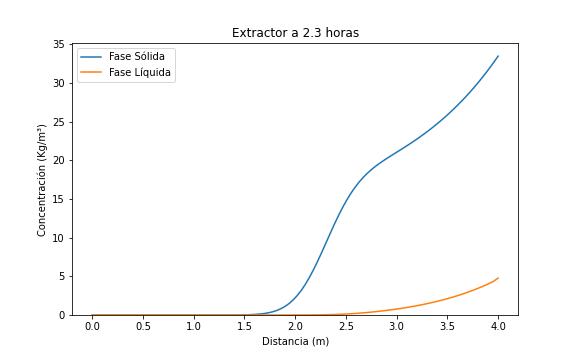 Extractor a 2.3 horas
Fase Sólida
Fase Líquida
Concentración (Kg/m³)
35
30
25
20
15
10
5
0
0.0 0.5 1.0 1.5 2.0 2.5 3.0 3.5 4.0
Distancia (m)